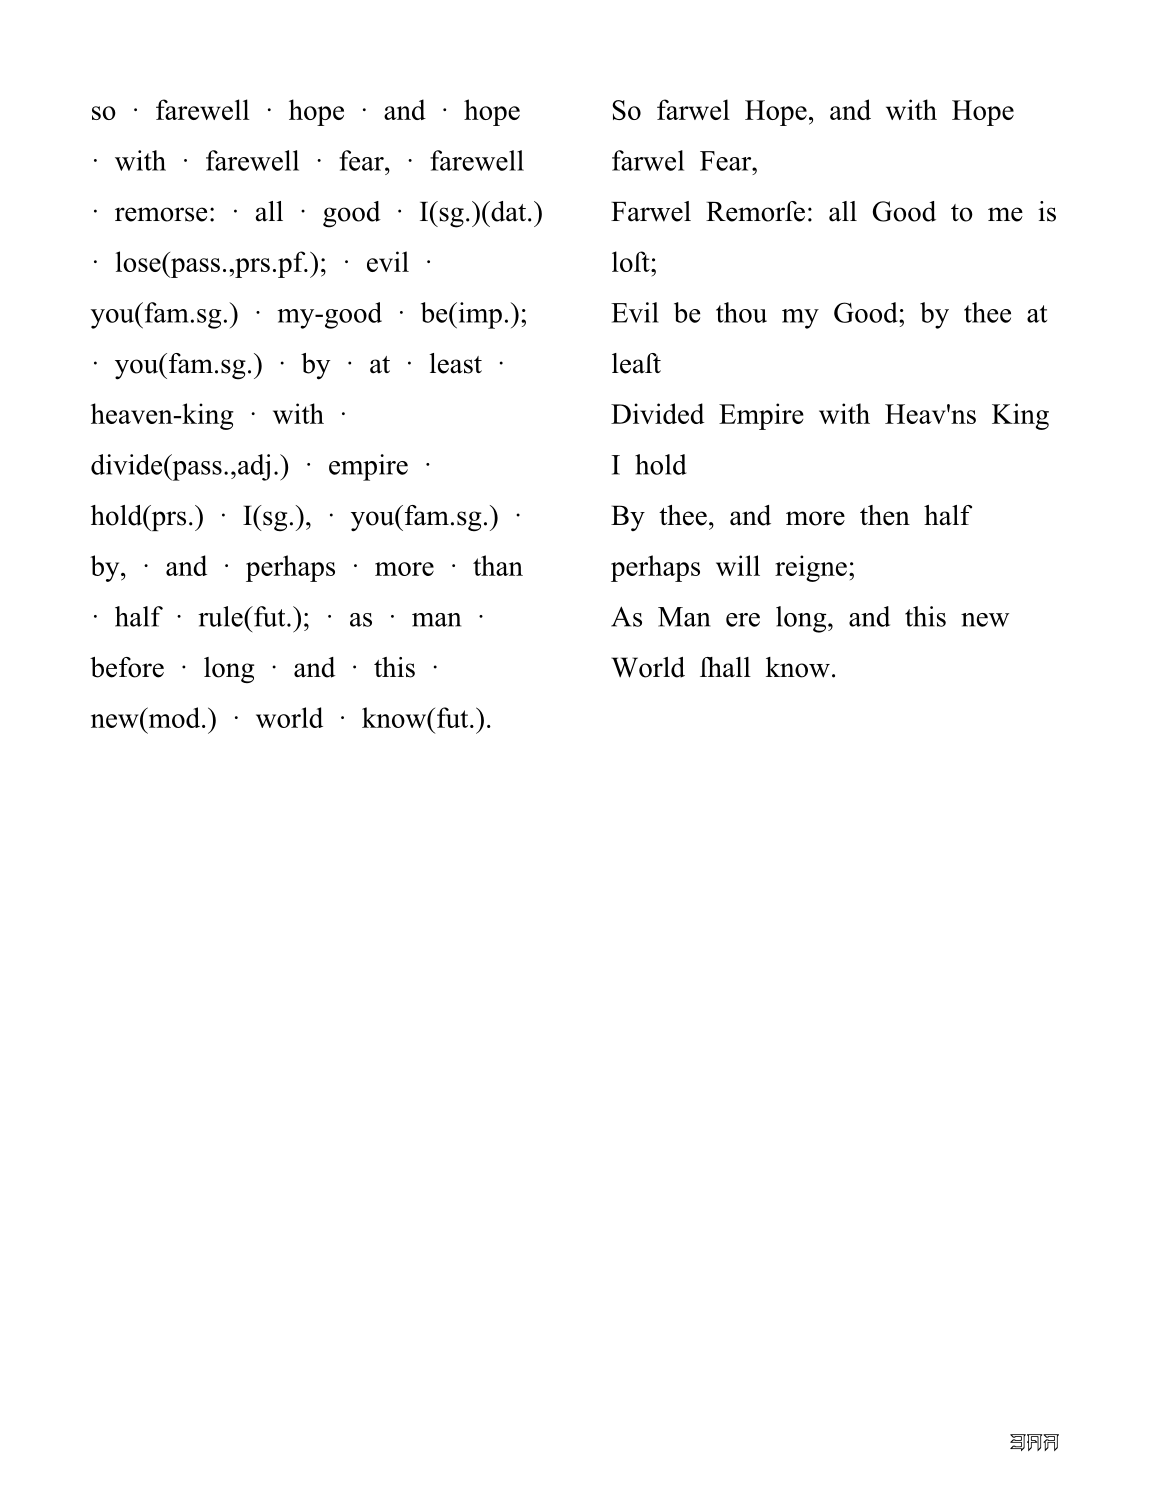 so · farewell · hope · and · hope
· with · farewell · fear, · farewell
· remorse: · all · good · I(sg.)(dat.)
· lose(pass.,prs.pf.); · evil ·
you(fam.sg.) · my-good · be(imp.);
· you(fam.sg.) · by · at · least ·
heaven-king · with ·
divide(pass.,adj.) · empire ·
hold(prs.) · I(sg.), · you(fam.sg.) ·
by, · and · perhaps · more · than
· half · rule(fut.); · as · man ·
before · long · and · this ·
new(mod.) · world · know(fut.).
So farwel Hope, and with Hope
farwel Fear,
Farwel Remorſe: all Good to me is
loſt;
Evil be thou my Good; by thee at
leaſt
Divided Empire with Heav'ns King
I hold
By thee, and more then half
perhaps will reigne;
As Man ere long, and this new
World ſhall know.